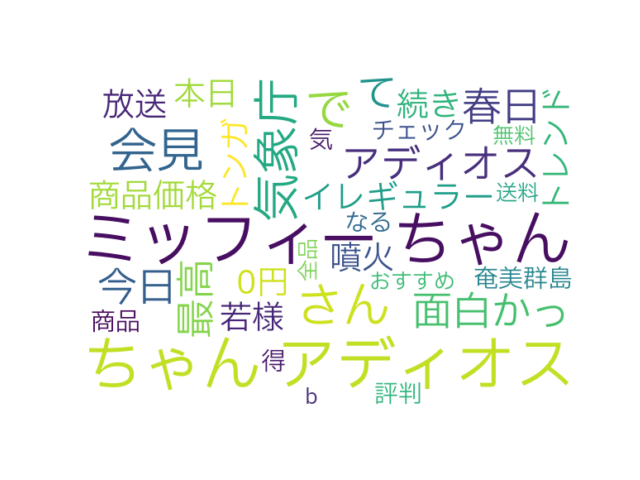 放送
本日
気象庁
で
て
続き
春日
トレンド
会見
トンガ
気
チェック
無料
アディオス
商品価格
イレギュラー
送料
ミッフィー ちゃん
なる
噴火
全品
今日
最高
0円
おすすめ
奄美群島
商品
若様
さん
面白かっ
ちゃん アディオス
得
b
評判